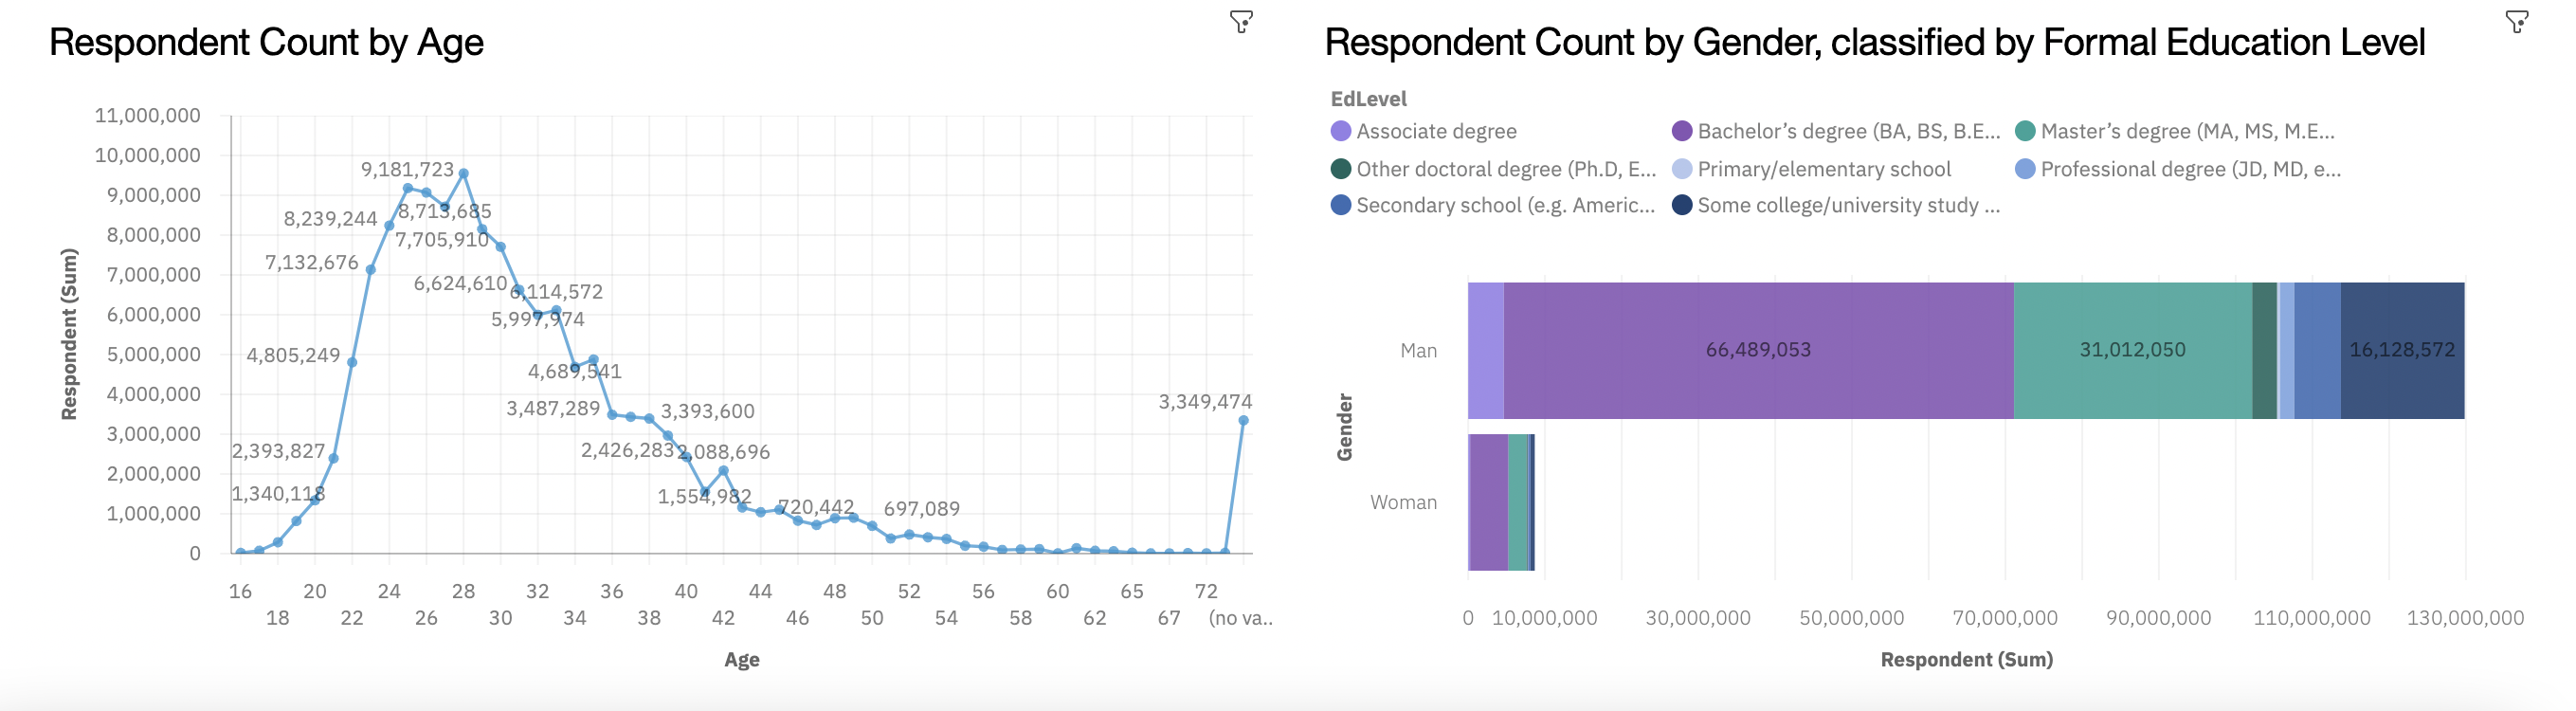 Respondent Count by Age
11,000,000
10,000,000
9,000,000
8,000,000
7,000,000
6,000,000
5,000,000
4,000,000
3,000,000
2,000,000
1,000,000
0
Respondent (Sum)
9,181,723
8,239,244
8,713,685
7,705,910
7,132,676
6,624,610
6,114,572
5,997,974
4,805,249
4,689,541
3,487,289
3,393,600
3,349,474
2,393,827
2,426,283
2,088,696
1,340,118
1,554,982
720,442
697,089
16 20 24 28 32 36 40 44 48 52 56 60 65 72
18 22 26 30 34 38 42 46 50 54 58 62 67 (no va..
Age
Respondent Count by Gender, classified by Formal Education Level
EdLevel
Associate degree Bachelor’s degree (BA, BS, B.E... Master’s degree (MA, MS, M.E...
Other doctoral degree (Ph.D, E... Primary/elementary school Professional degree (JD, MD, e...
Secondary school (e.g. Americ... Some college/university study ...
Gender
Man 66,489,053 31,012,050 16,128,572
Woman
0 10,000,000 30,000,000 50,000,000 70,000,000 90,000,000 110,000,000 130,000,000
Respondent (Sum)